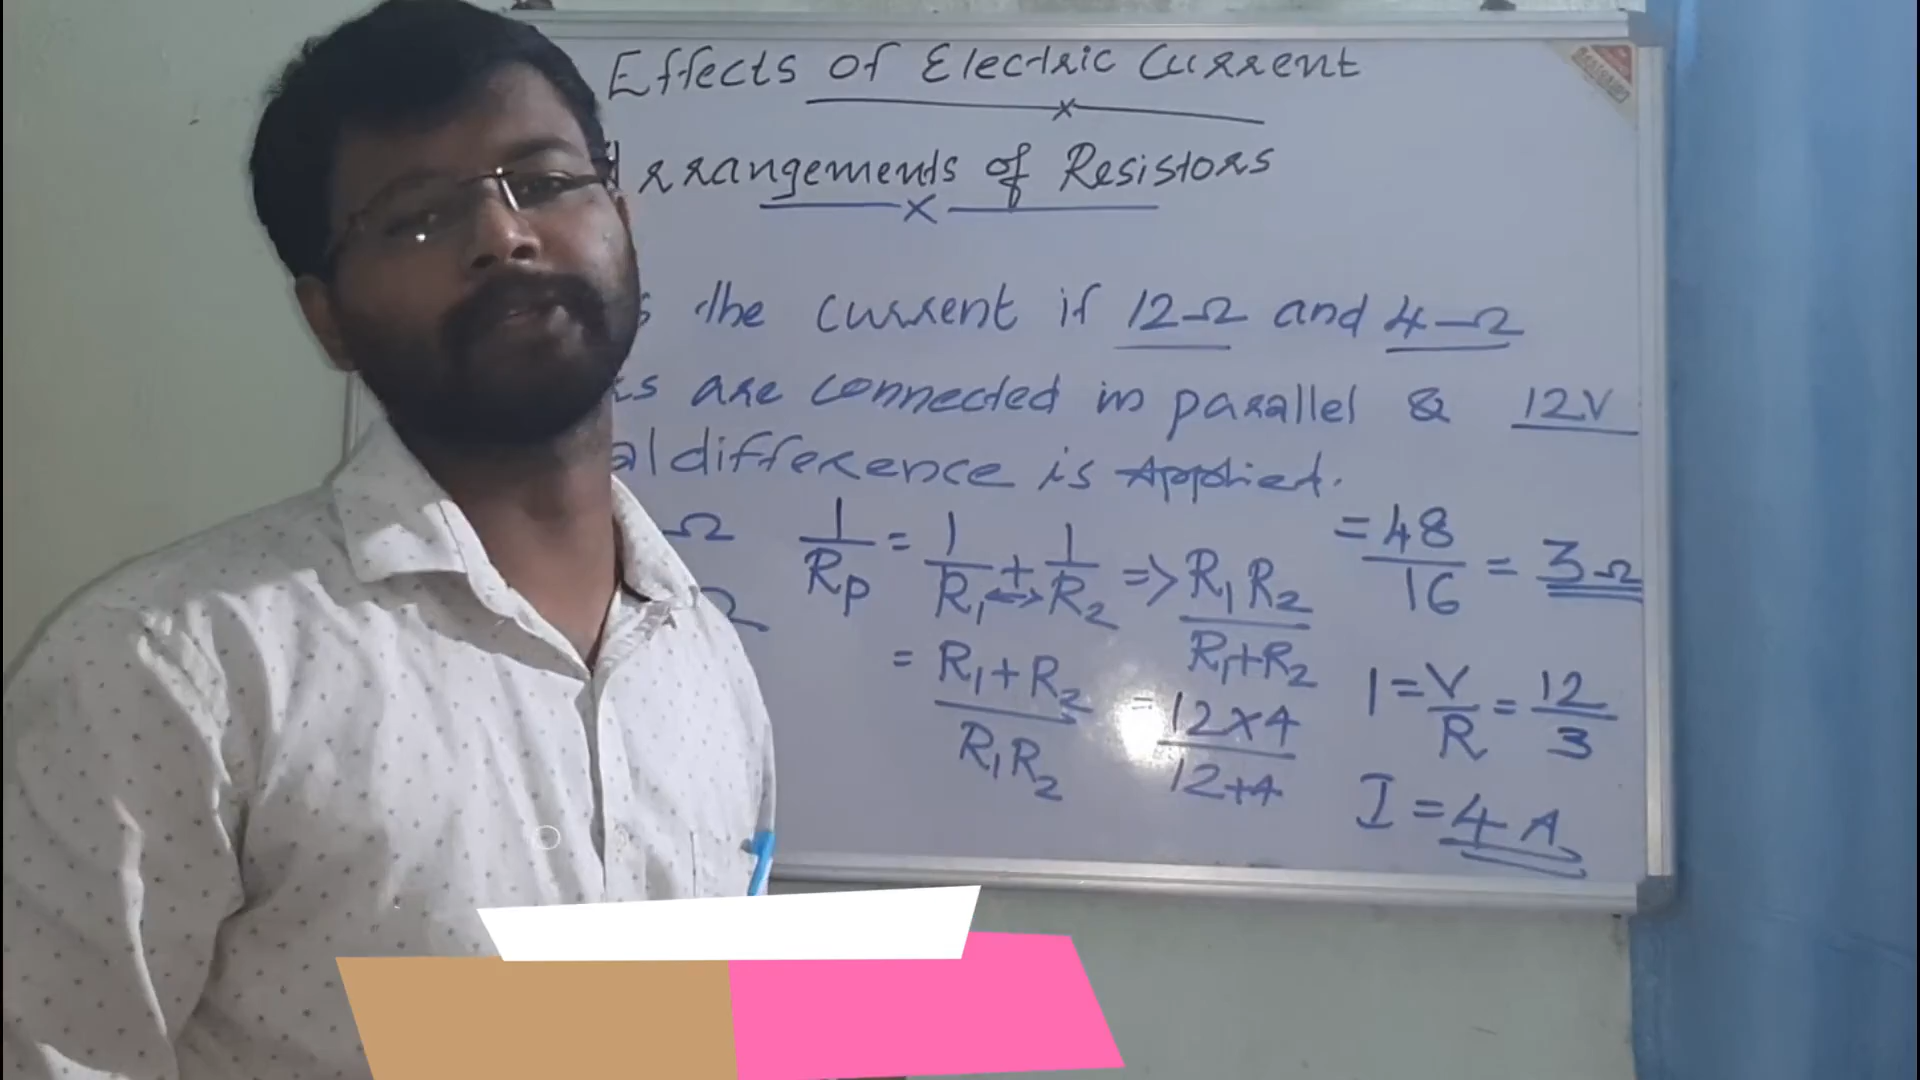 Effects of Electric Current
Arrangements of Resistors
the current if 12Ω and 4Ω
are connected in parallel & 12V
al difference is Applied.
Ω 1/Rp = 1/R₁ + 1/R₂ => R₁R₂/R₁+R₂
Ω
= R₁+R₂/R₁R₂
= 12×4/12+4
= 48/16 = 3Ω
I = V/R = 12/3
I = 4A